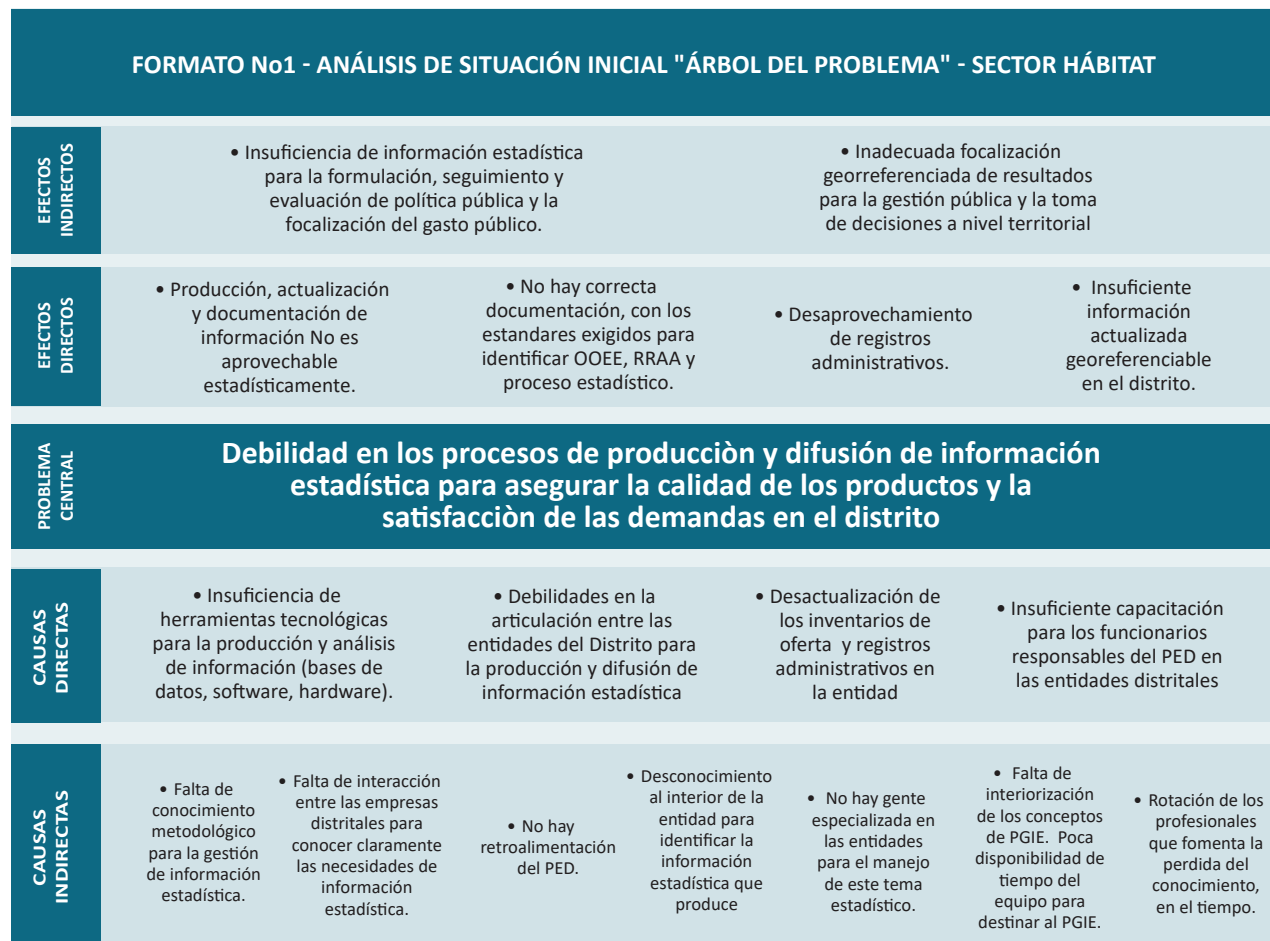 FORMATO No1 - ANÁLISIS DE SITUACIÓN INICIAL "ÁRBOL DEL PROBLEMA" - SECTOR HÁBITAT
EFECTOS
INDIRECTOS
• Insuficiencia de información estadística
para la formulación, seguimiento y
evaluación de política pública y la
focalización del gasto público.
• Inadecuada focalización
georreferenciada de resultados
para la gestión pública y la toma
de decisiones a nivel territorial
EFECTOS
DIRECTOS
• Producción, actualización
y documentación de
información No es
aprovechable
estadísticamente.
• No hay correcta
documentación, con los
estandares exigidos para
identificar OOEE, RRAA y
proceso estadístico.
• Desaprovechamiento
de registros
administrativos.
• Insuficiente
información
actualizada
georeferenciable
en el distrito.
PROBLEMA
CENTRAL
Debilidad en los procesos de producciòn y difusión de información
estadística para asegurar la calidad de los productos y la
satisfacciòn de las demandas en el distrito
CAUSAS
DIRECTAS
• Insuficiencia de
herramientas tecnológicas
para la producción y análisis
de información (bases de
datos, software, hardware).
• Debilidades en la
articulación entre las
entidades del Distrito para
la producción y difusión de
información estadística
• Desactualización de
los inventarios de
oferta y registros
administrativos en
la entidad
• Insuficiente capacitación
para los funcionarios
responsables del PED en
las entidades distritales
CAUSAS
INDIRECTAS
• Falta de
conocimiento
metodológico
para la gestión
de información
estadística.
• Falta de interacción
entre las empresas
distritales para
conocer claramente
las necesidades de
información
estadística.
• No hay
retroalimentación
del PED.
• Desconocimiento
al interior de la
entidad para
identificar la
información
estadística que
produce
• No hay gente
especializada en
las entidades
para el manejo
de este tema
estadístico.
• Falta de
interiorización
de los conceptos
de PGIE. Poca
disponibilidad de
tiempo del
equipo para
destinar al PGIE.
• Rotación de los
profesionales
que fomenta la
perdida del
conocimiento,
en el tiempo.